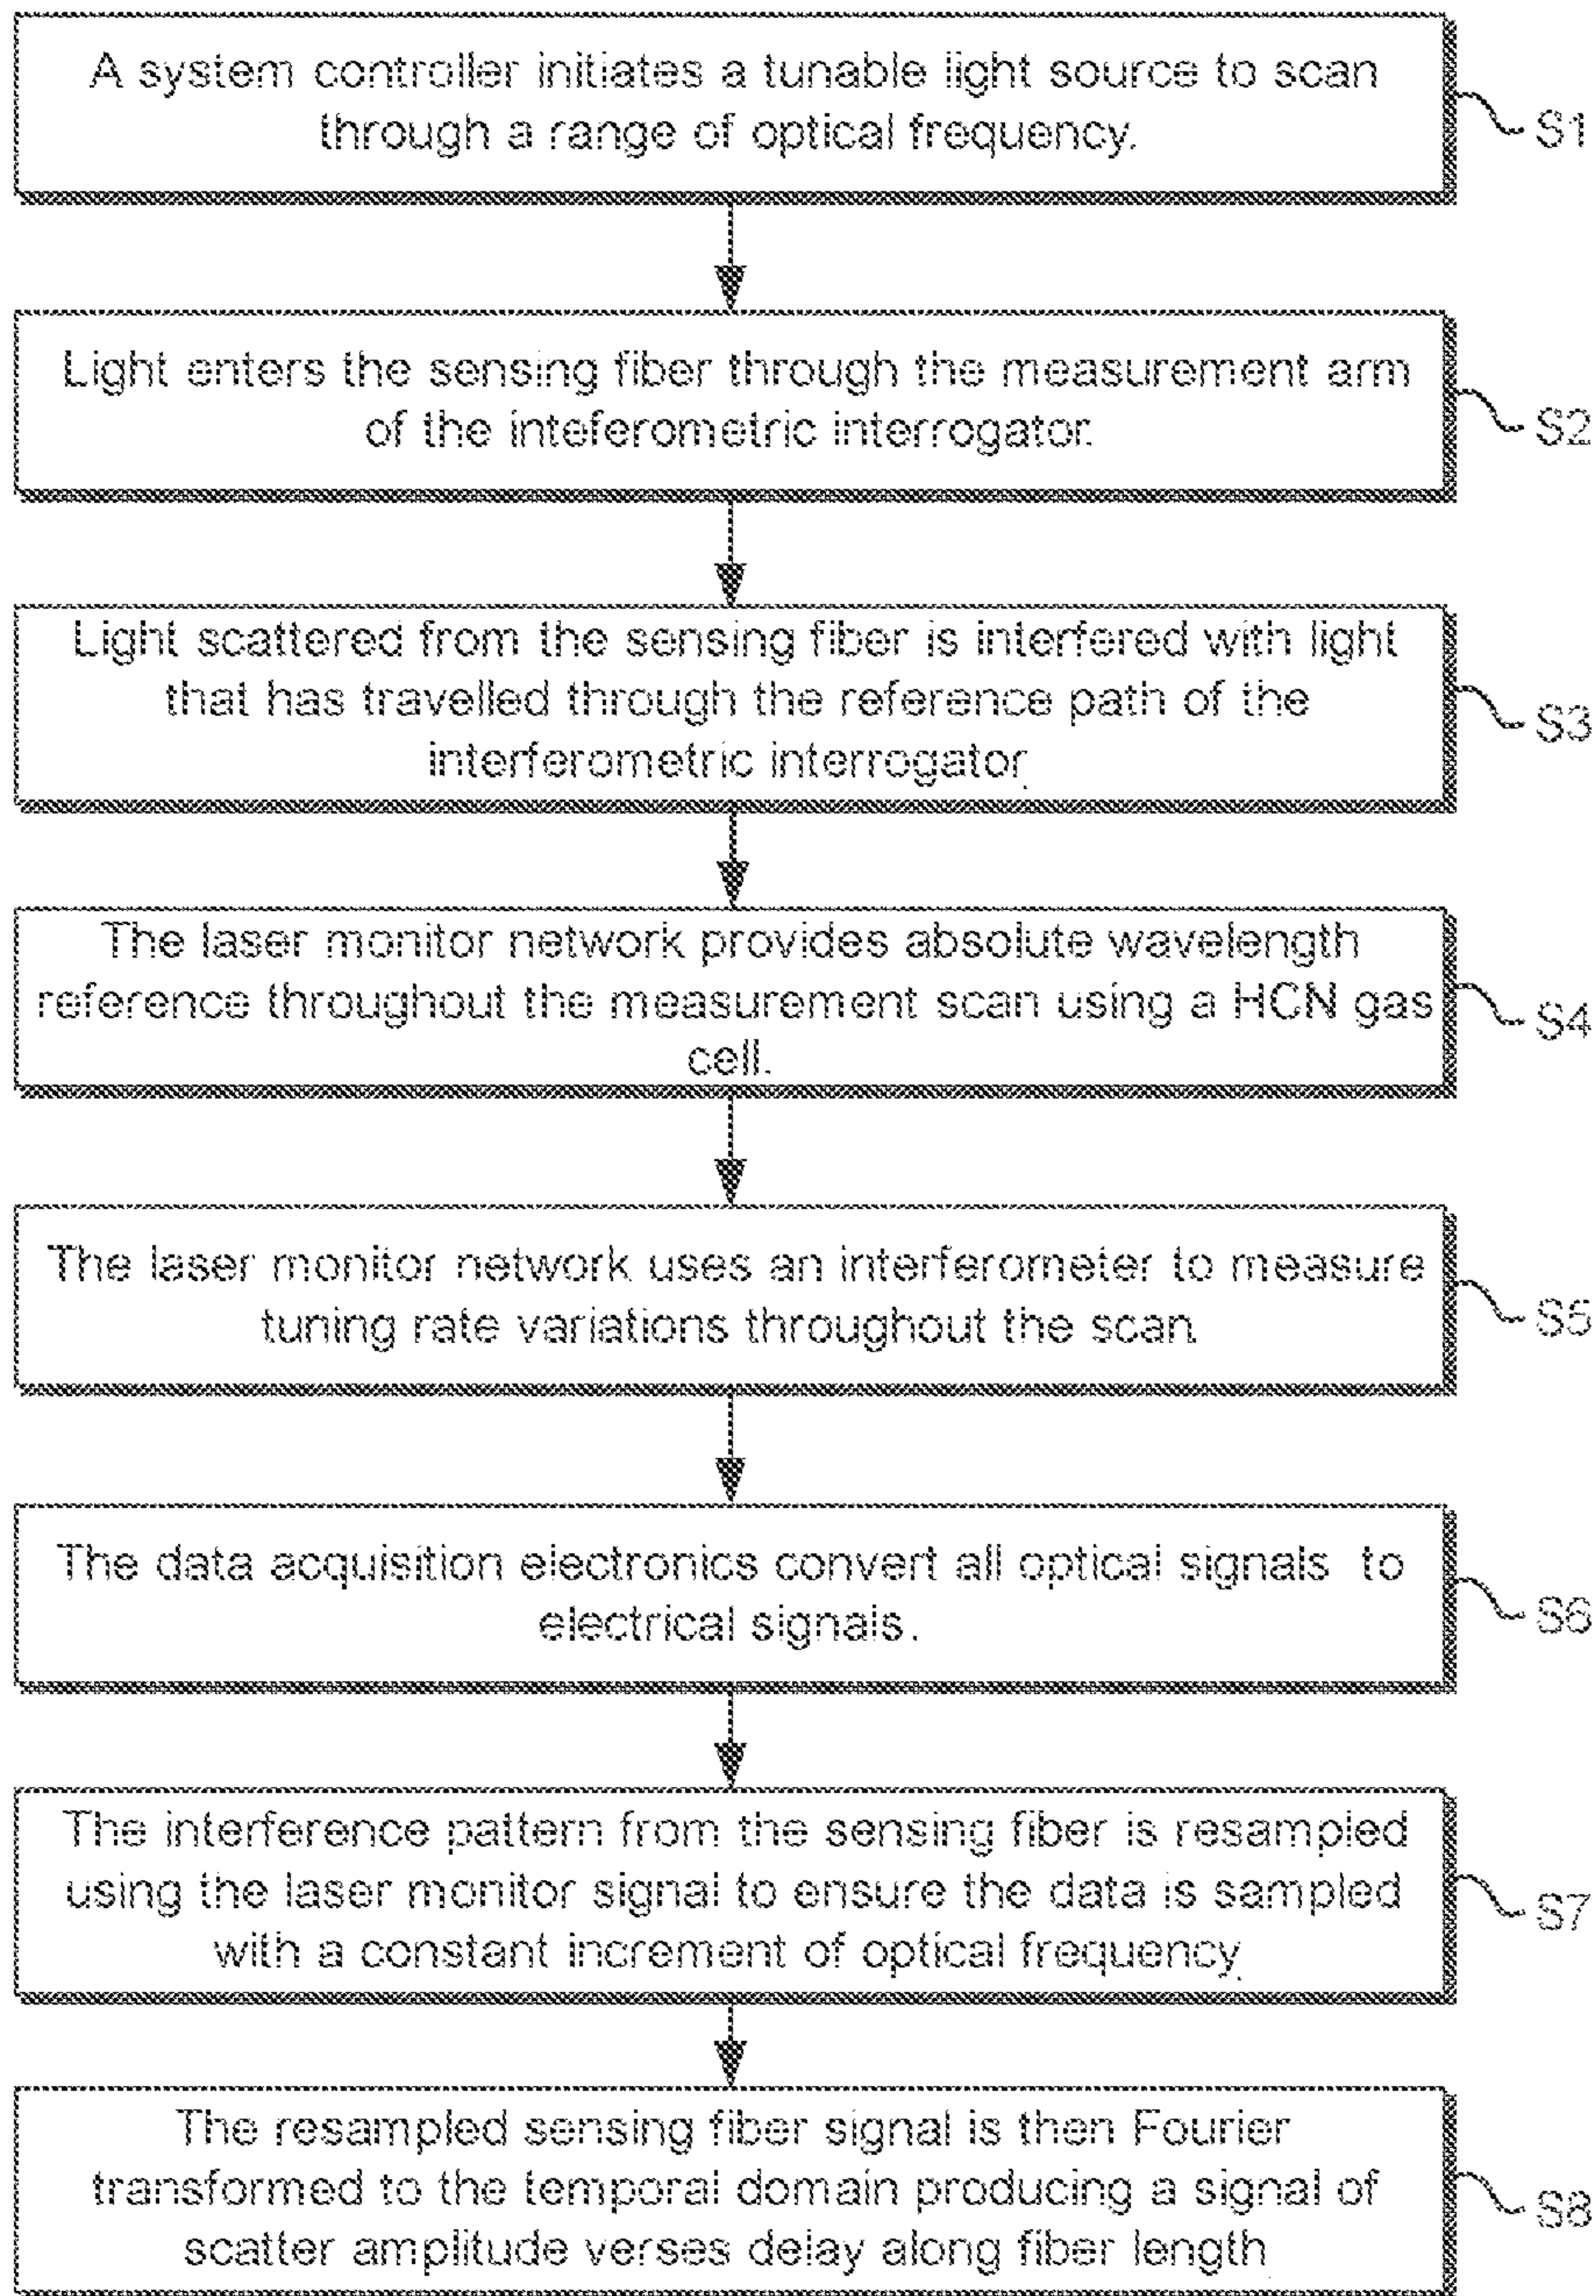 A system controller initiates a tunable light source to scan
through a range of optical frequency.
S1
Light enters the sensing fiber through the measurement arm
of the inteferometric interrogator.
S2
Light scattered from the sensing fiber is interfered with light
that has travelled through the reference path of the
interferometric interrogator.
S3
The laser monitor network provides absolute wavelength
reference throughout the measurement scan using a HCN gas
cell.
S4
The laser monitor network uses an interferometer to measure
tuning rate variations throughout the scan.
S5
The data acquisition electronics convert all optical signals to
electrical signals.
S6
The interference pattern from the sensing fiber is resampled
using the laser monitor signal to ensure the data is sampled
with a constant increment of optical frequency.
S7
The resampled sensing fiber signal is then Fourier
transformed to the temporal domain producing a signal of
scatter amplitude verses delay along fiber length.
S8